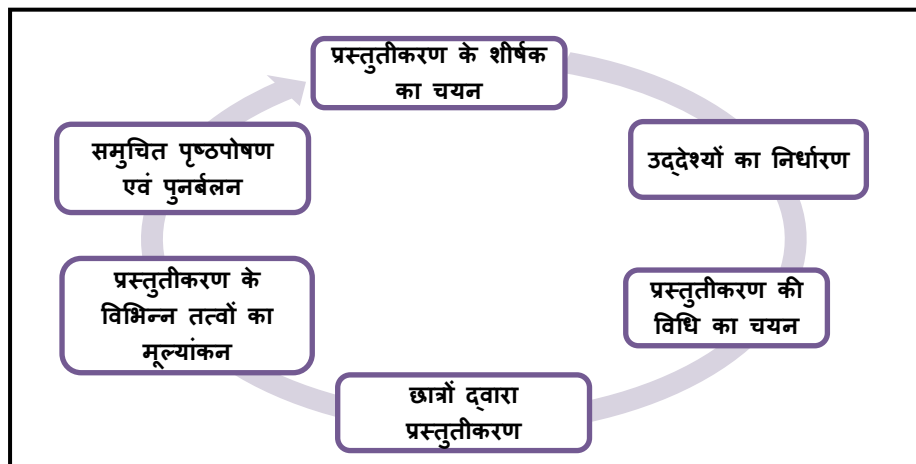 प्रस्तुतीकरण के शीर्षक
का चयन
उद्देश्यों का निर्धारण
प्रस्तुतीकरण की
विधि का चयन
छात्रों द्वारा
प्रस्तुतीकरण
प्रस्तुतीकरण के
विभिन्न तत्वों का
मूल्यांकन
समुचित पृष्ठपोषण
एवं पुनर्बलन